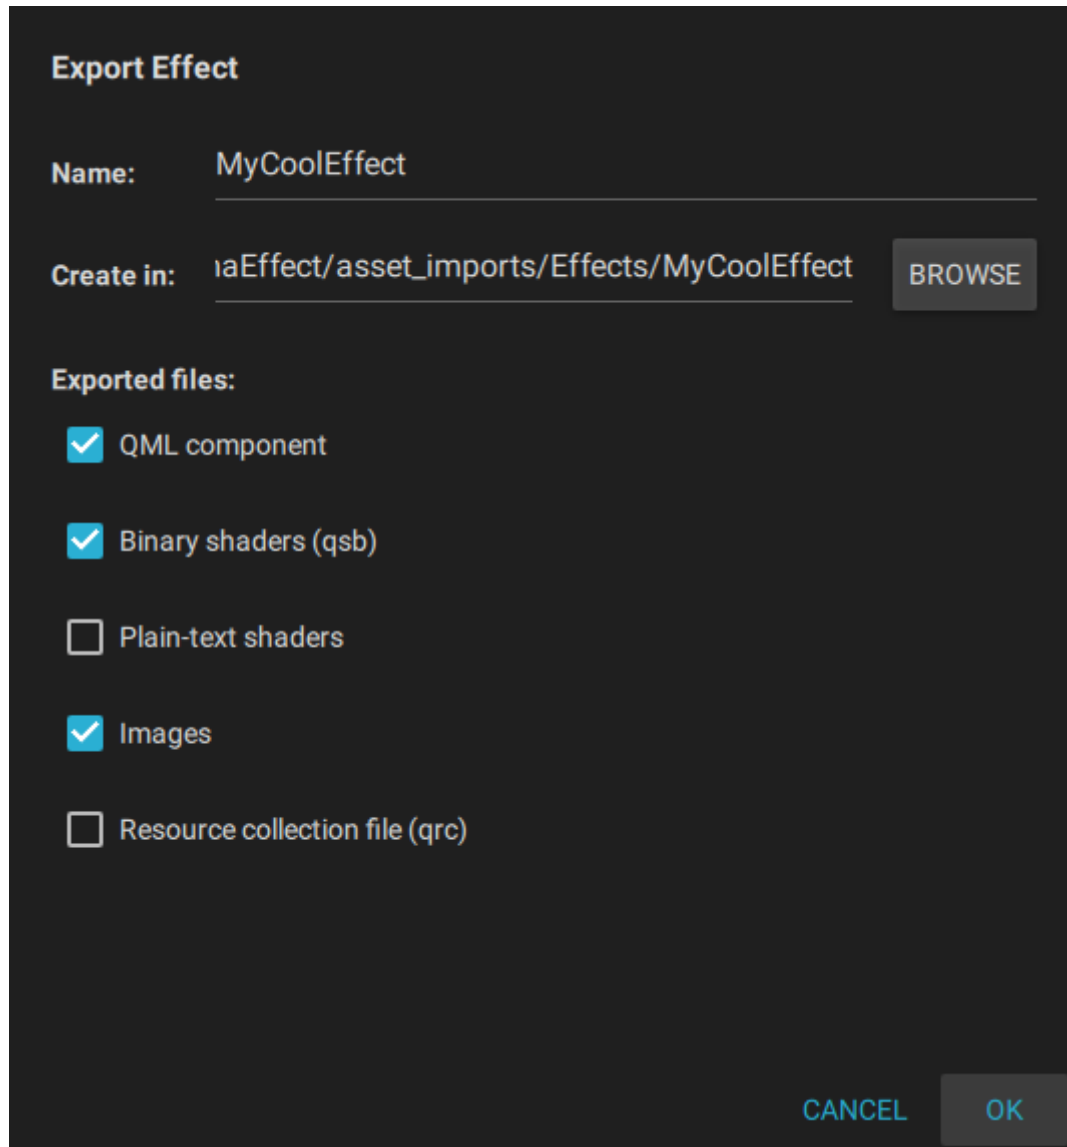 Export Effect
Name: MyCoolEffect
Create in: aEffect/asset_imports/Effects/MyCoolEffect BROWSE
Exported files:
QML component
Binary shaders (qsb)
Plain-text shaders
Images
Resource collection file (qrc)
CANCEL OK